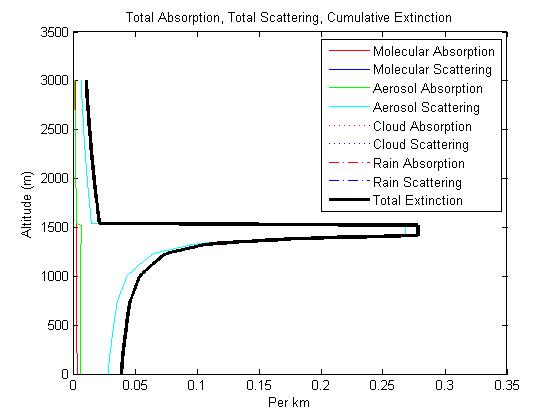 Total Absorption, Total Scattering, Cumulative Extinction
3500
3000
2500
2000
1500
1000
500
0
Altitude (m)
Molecular Absorption
Molecular Scattering
Aerosol Absorption
Aerosol Scattering
Cloud Absorption
Cloud Scattering
Rain Absorption
Rain Scattering
Total Extinction
0 0.05 0.1 0.15 0.2 0.25 0.3 0.35
Per km